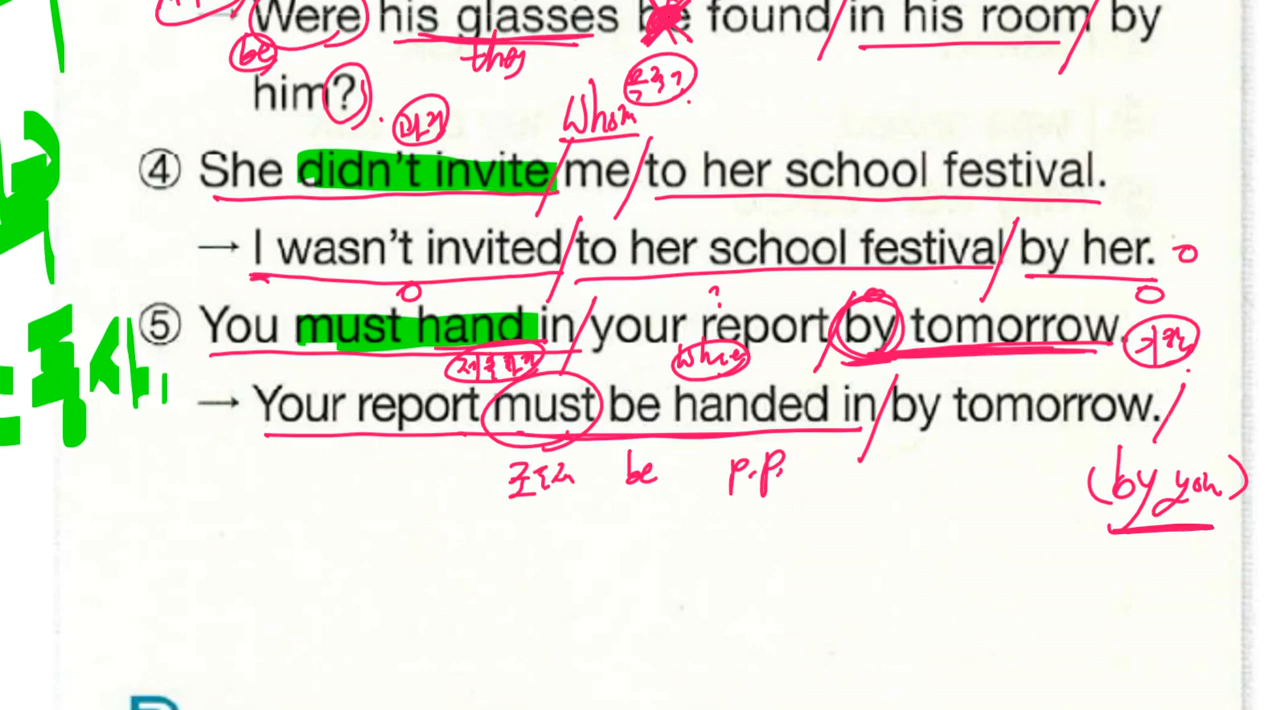 Were his glasses be found in his room by
be they
him? 목적?
과거 Whom
④ She didn't invite me to her school festival.
→ I wasn't invited to her school festival by her.
⑤ You must hand in your report by tomorrow.
제출하다
→ Your report must be handed in by tomorrow.
조동사 be p.p.
(by you)